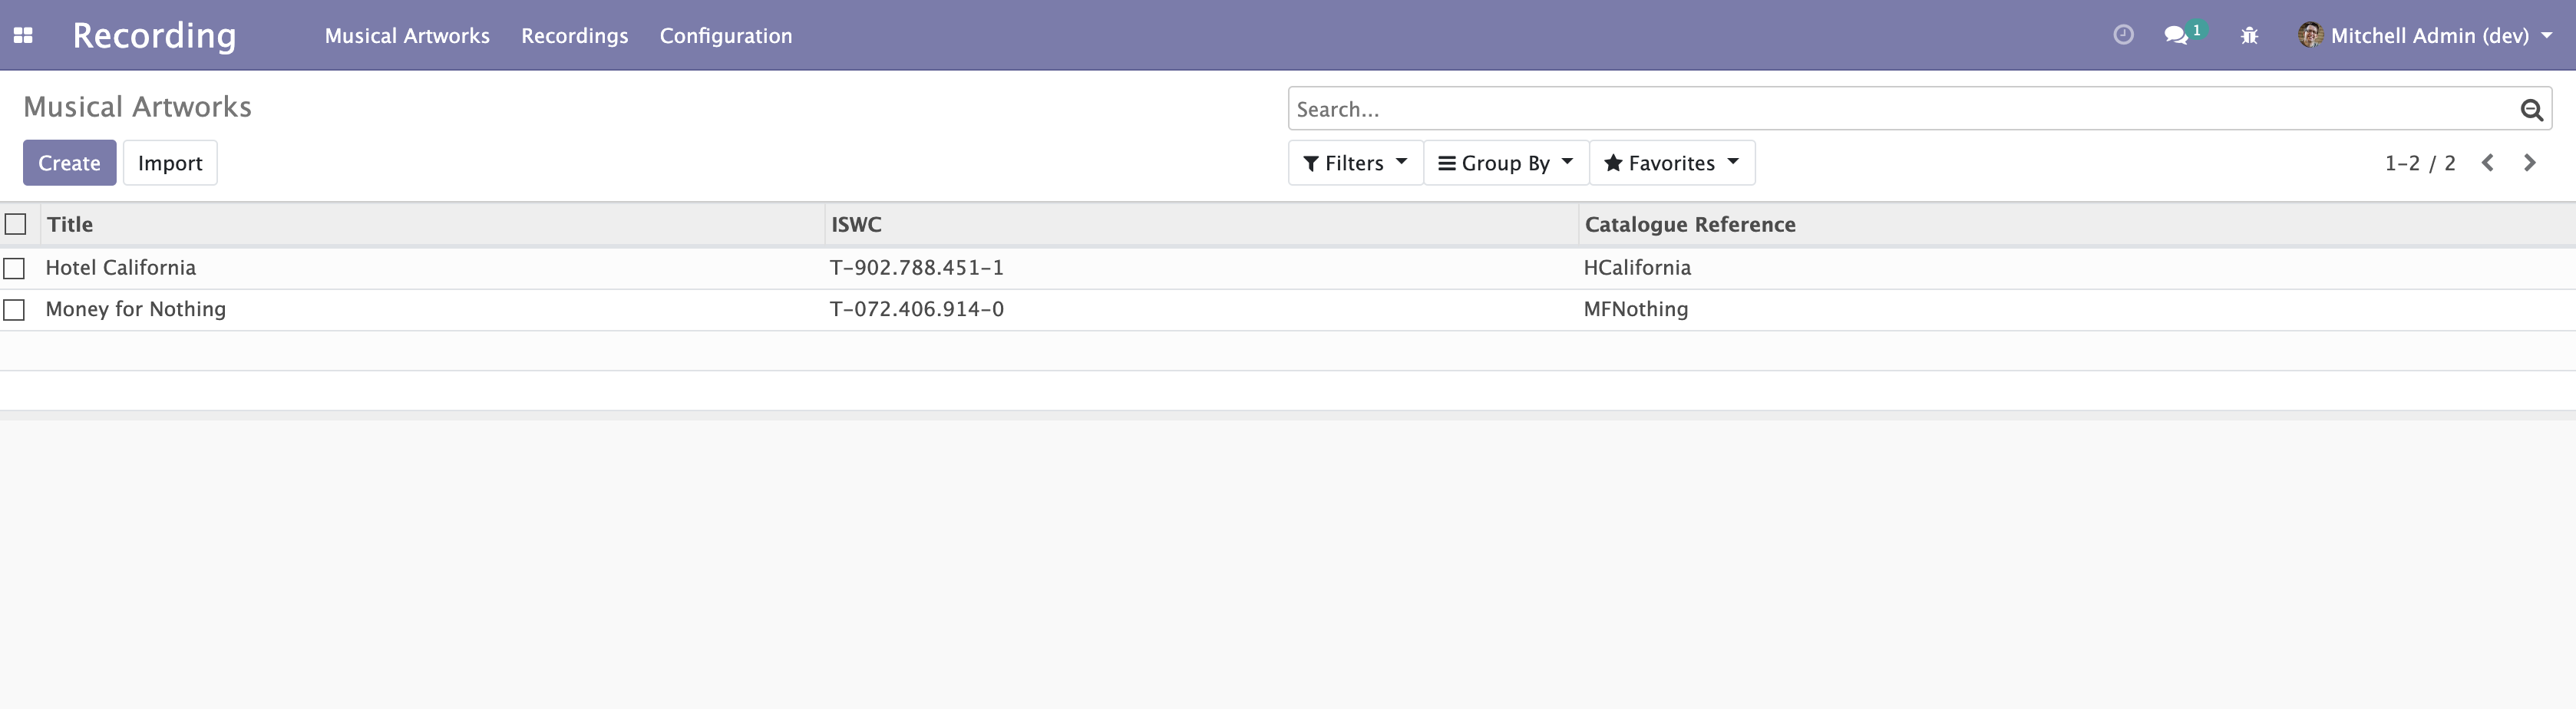 Recording Musical Artworks Recordings Configuration 1 Mitchell Admin (dev)
Musical Artworks Search...
Create Import Filters Group By Favorites 1-2 / 2
Title ISWC Catalogue Reference
Hotel California T-902.788.451-1 HCalifornia
Money for Nothing T-072.406.914-0 MFNothing